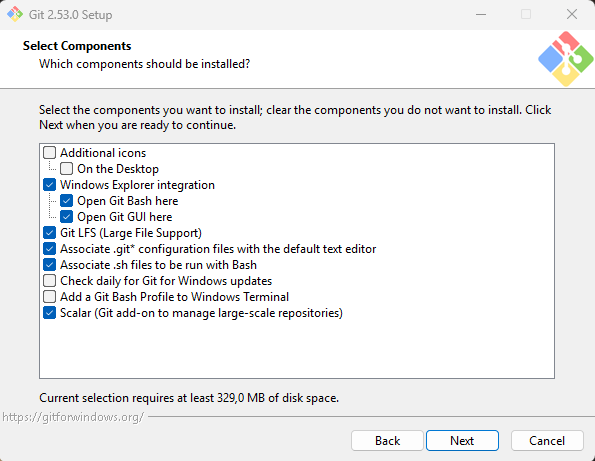 Git 2.53.0 Setup
Select Components
Which components should be installed?
Select the components you want to install; clear the components you do not want to install. Click
Next when you are ready to continue.
Additional icons
On the Desktop
Windows Explorer integration
Open Git Bash here
Open Git GUI here
Git LFS (Large File Support)
Associate .git* configuration files with the default text editor
Associate .sh files to be run with Bash
Check daily for Git for Windows updates
Add a Git Bash Profile to Windows Terminal
Scalar (Git add-on to manage large-scale repositories)
Current selection requires at least 329,0 MB of disk space.
https://gitforwindows.org/
Back Next Cancel